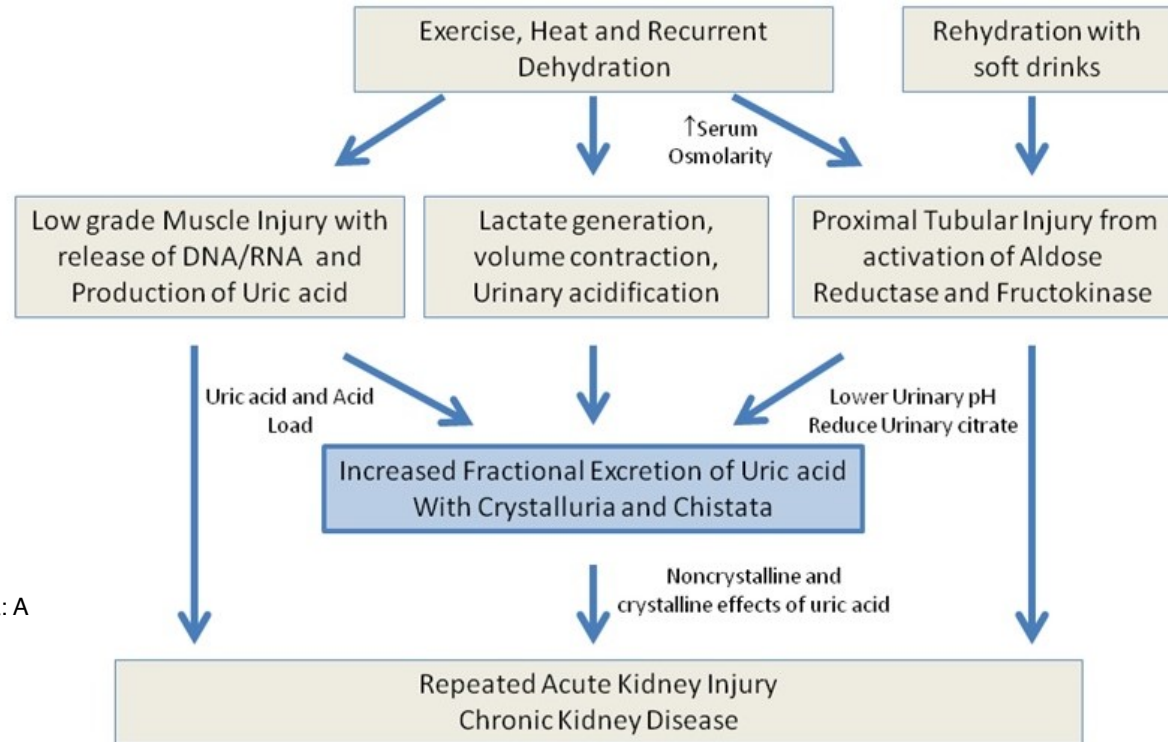 Exercise, Heat and Recurrent
Dehydration
Rehydration with
soft drinks
↑Serum
Osmolarity
Low grade Muscle Injury with
release of DNA/RNA and
Production of Uric acid
Lactate generation,
volume contraction,
Urinary acidification
Proximal Tubular Injury from
activation of Aldose
Reductase and Fructokinase
Uric acid and Acid
Load
Lower Urinary pH
Reduce Urinary citrate
Increased Fractional Excretion of Uric acid
With Crystalluria and Chistata
Noncrystalline and
crystalline effects of uric acid
: A
Repeated Acute Kidney Injury
Chronic Kidney Disease